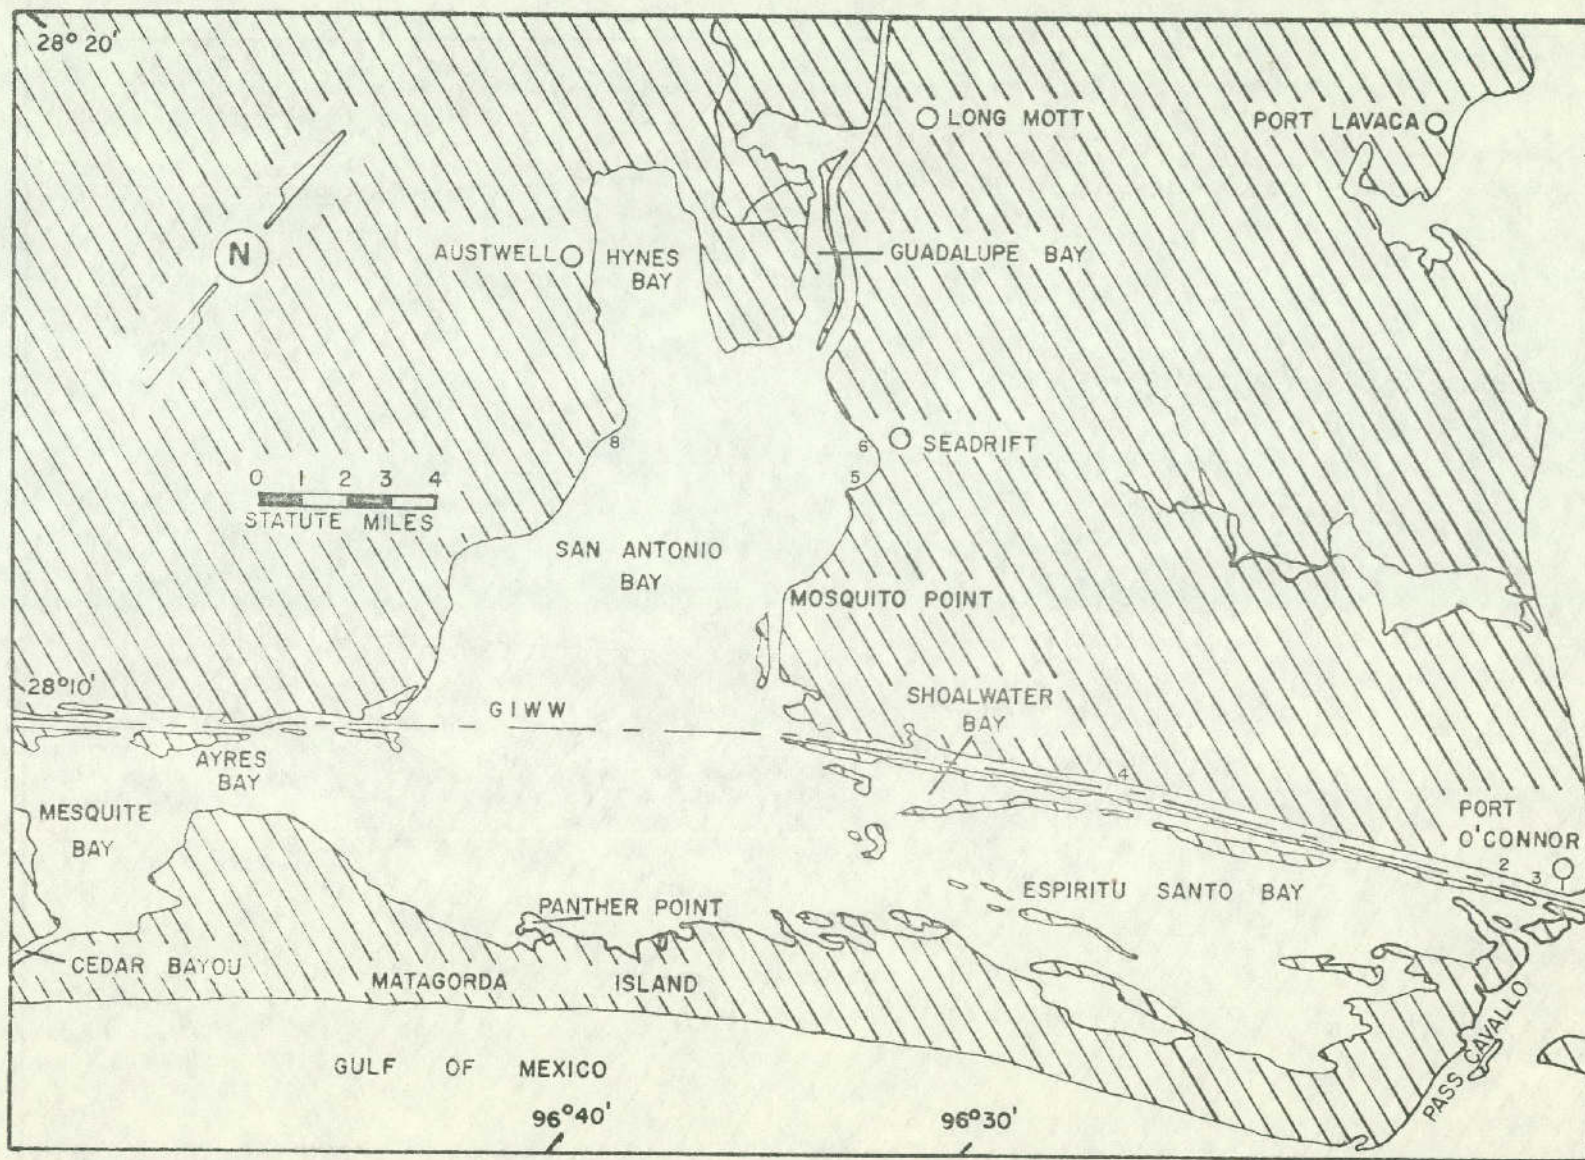 28° 20'
LONG MOTT
PORT LAVACA
N
AUSTWELL
HYNES
BAY
GUADALUPE BAY
8
6
SEADRIFT
5
0 1 2 3 4
STATUTE MILES
SAN ANTONIO
BAY
MOSQUITO POINT
28°10'
GIWW
SHOALWATER
BAY
AYRES
BAY
4
MESQUITE
BAY
PORT
O'CONNOR
2
3
ESPIRITU SANTO BAY
PANTHER POINT
CEDAR BAYOU
MATAGORDA ISLAND
PASS CAVALLO
GULF OF MEXICO
96°40'
96°30'